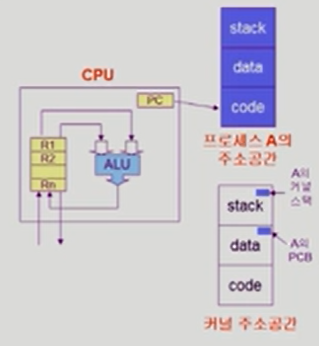 CPU
PC
R1
R2
Rn
ALU
stack
data
code
프로세스 A의
주소공간
stack
data
code
A의
커널
스택
A의
PCB
커널 주소공간